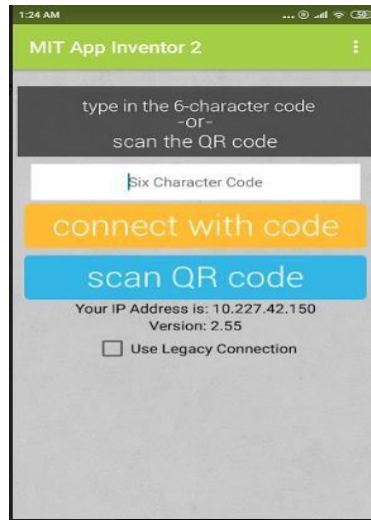 1:24 AM
MIT App Inventor 2
type in the 6-character code
-or-
scan the QR code
Six Character Code
connect with code
scan QR code
Your IP Address is: 10.227.42.150
Version: 2.55
Use Legacy Connection